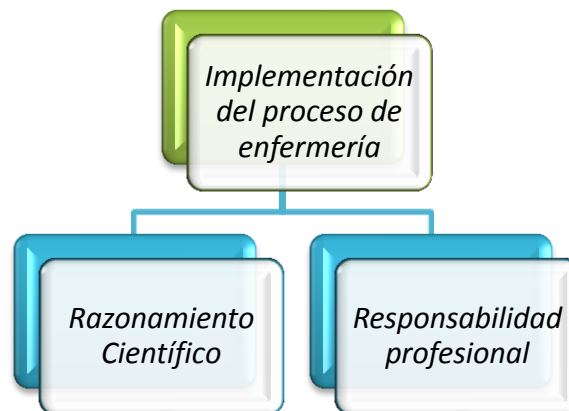 Implementación
del proceso de
enfermería
Razonamiento
Científico
Responsabilidad
profesional